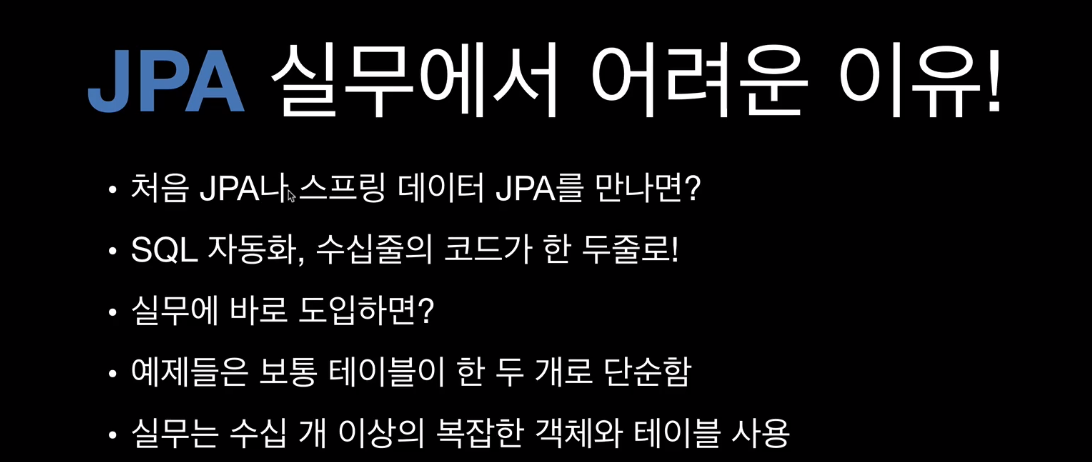 JPA 실무에서 어려운 이유!
• 처음 JPA나 스프링 데이터 JPA를 만나면?
• SQL 자동화, 수십줄의 코드가 한 두줄로!
• 실무에 바로 도입하면?
• 예제들은 보통 테이블이 한 두 개로 단순함
• 실무는 수십 개 이상의 복잡한 객체와 테이블 사용